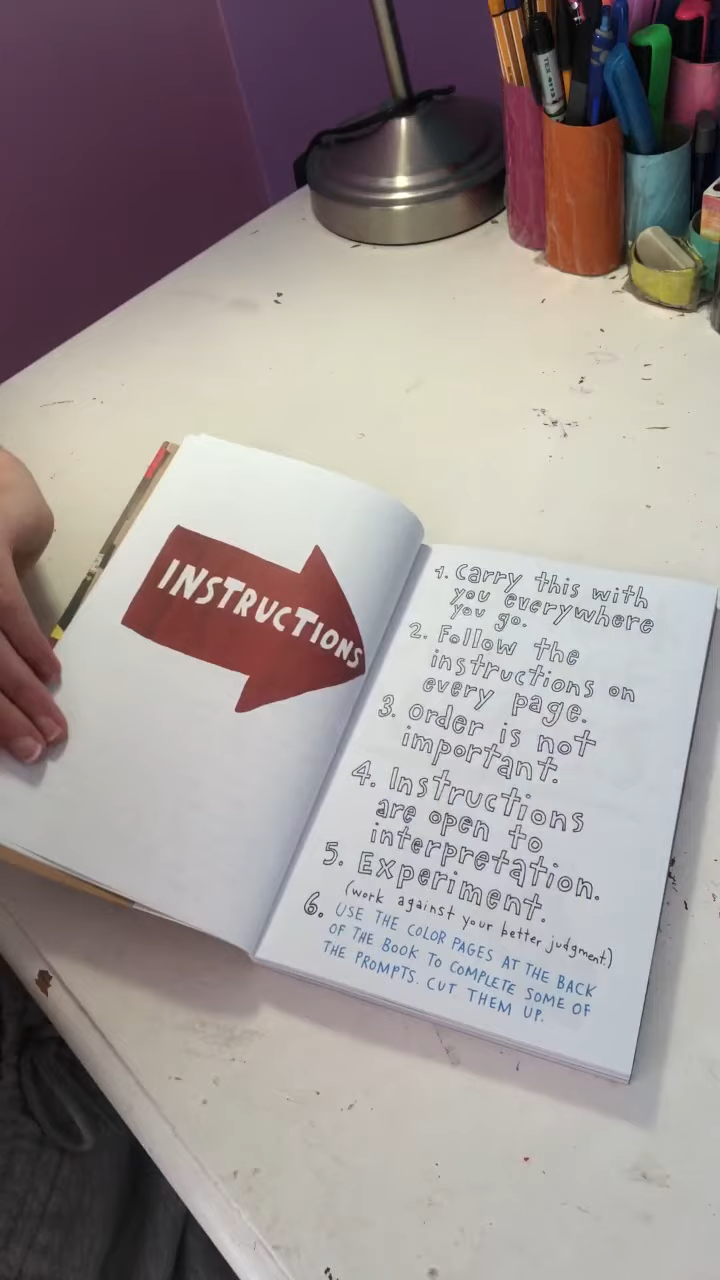 INSTRUCTIONS
1. Carry this with
you everywhere
you go.
2. Follow the
instructions on
every page.
3. Order is not
important.
4. Instructions
are open to
interpretation.
5. Experiment.
(work against your better judgment.)
6. USE THE COLOR PAGES AT THE BACK
OF THE BOOK TO COMPLETE SOME OF
THE PROMPTS. CUT THEM UP.